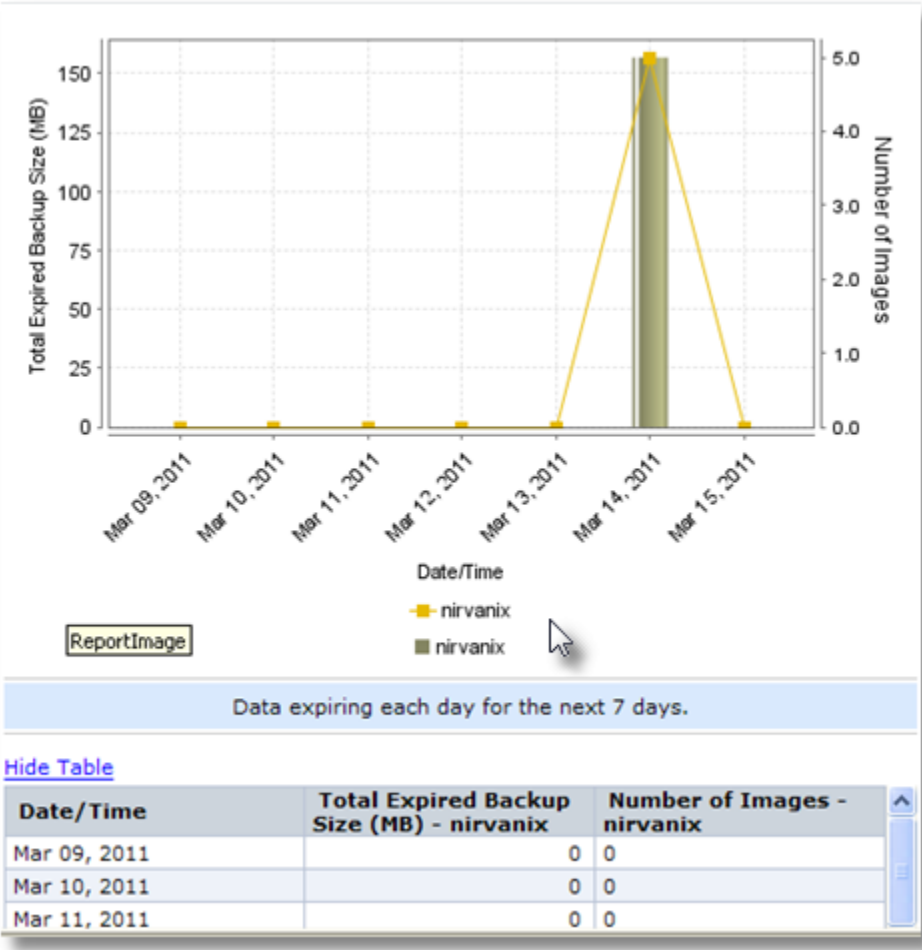 150
125
100
75
50
25
0
Total Expired Backup Size (MB)
5.0
4.0
3.0
2.0
1.0
0.0
Number of Images
Mar 09, 2011
Mar 10, 2011
Mar 11, 2011
Mar 12, 2011
Mar 13, 2011
Mar 14, 2011
Mar 15, 2011
Date/Time
nirvanix
ReportImage
nirvanix
Data expiring each day for the next 7 days.
Hide Table
Date/Time Total Expired Backup Size (MB) - nirvanix Number of Images - nirvanix
Mar 09, 2011 0 0
Mar 10, 2011 0 0
Mar 11, 2011 0 0